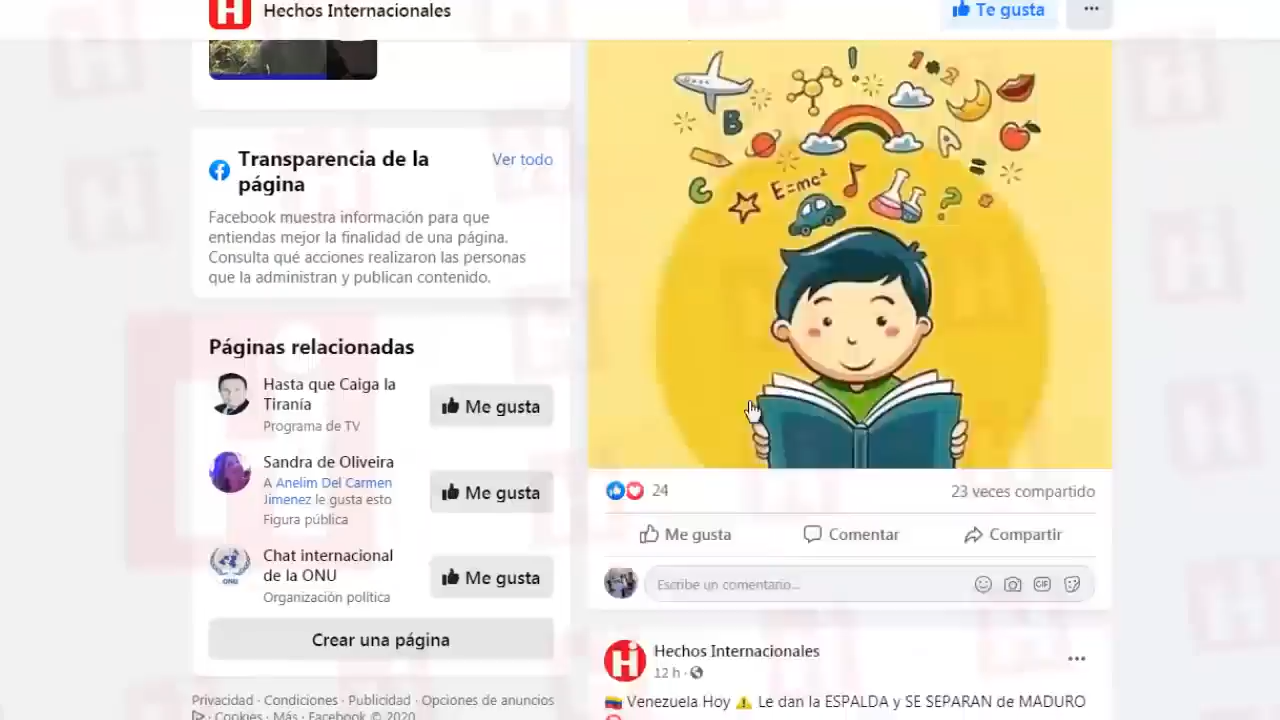 Hechos Internacionales
Te gusta
Transparencia de la
página
Ver todo
Facebook muestra información para que
entiendas mejor la finalidad de una página.
Consulta qué acciones realizaron las personas
que la administran y publican contenido.
Páginas relacionadas
Hasta que Caiga la
Tiranía
Programa de TV
Me gusta
Sandra de Oliveira
A Anelim Del Carmen
Jimenez le gusta esto
Figura pública
Me gusta
Chat internacional
de la ONU
Organización política
Me gusta
Crear una página
Privacidad · Condiciones · Publicidad · Opciones de anuncios
· Cookies · Más · Facebook © 2020
1 * 2
B
E=mc²
24
23 veces compartido
Me gusta
Comentar
Compartir
Escribe un comentario...
GIF
Hechos Internacionales
12 h ·
🇻🇪 Venezuela Hoy ⚠️ Le dan la ESPALDA y SE SEPARAN de MADURO